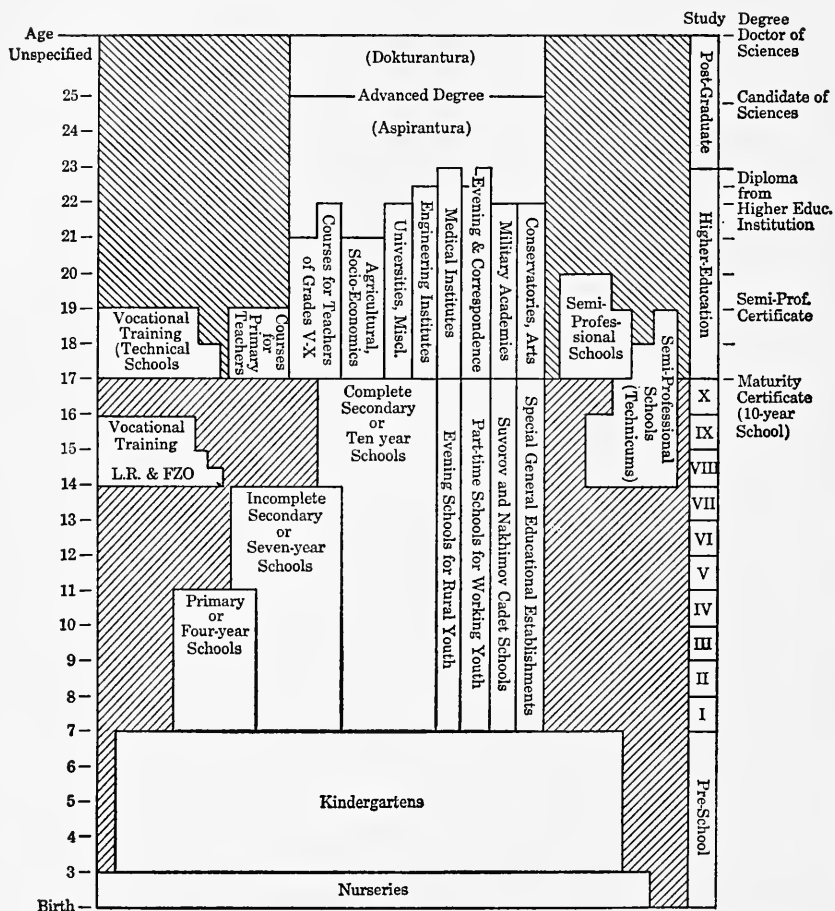 Age
Unspecified
25
24
23
22
21
20
19
18
17
16
15
14
13
12
11
10
9
8
7
6
5
4
3
Birth
(Dokturantura)
Advanced Degree
(Aspirantura)
Vocational
Training
(Technical
Schools
Courses
for
Primary
Teachers
Courses for Teachers
of Grades V-X
Agricultural,
Socio-Economics
Universities, Miscl.
Engineering Institutes
Medical Institutes
Evening & Correspondence
Military Academies
Conservatories, Arts
Semi-
Profes-
sional
Schools
Semi-Professional
Schools
(Technicums)
Vocational
Training
L.R. & FZO
Complete
Secondary
or
Ten year
Schools
Incomplete
Secondary
or
Seven-year
Schools
Primary
or
Four-year
Schools
Evening Schools for Rural Youth
Part-time Schools for Working Youth
Suvorov and Nakhimov Cadet Schools
Special General Educational Establishments
Kindergartens
Nurseries
Study
Post-Graduate
Higher-Education
X
IX
VIII
VII
VI
V
IV
III
II
I
Pre-School
Degree
Doctor of
Sciences
Candidate of
Sciences
Diploma
from
Higher Educ.
Institution
Semi-Prof.
Certificate
Maturity
Certificate
(10-year
School)